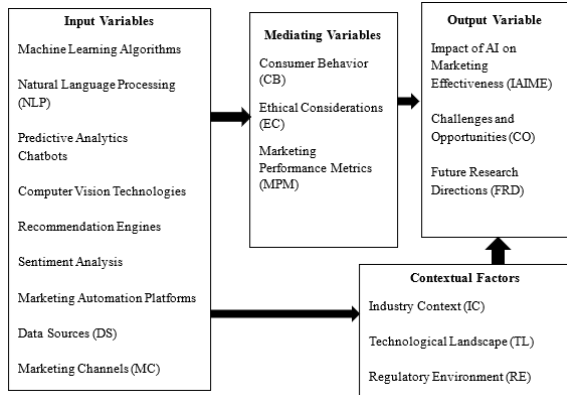 Input Variables
Machine Learning Algorithms
Natural Language Processing
(NLP)
Predictive Analytics
Chatbots
Computer Vision Technologies
Recommendation Engines
Sentiment Analysis
Marketing Automation Platforms
Data Sources (DS)
Marketing Channels (MC)
Mediating Variables
Consumer Behavior
(CB)
Ethical Considerations
(EC)
Marketing
Performance Metrics
(MPM)
Output Variable
Impact of AI on
Marketing
Effectiveness (IAIME)
Challenges and
Opportunities (CO)
Future Research
Directions (FRD)
Contextual Factors
Industry Context (IC)
Technological Landscape (TL)
Regulatory Environment (RE)